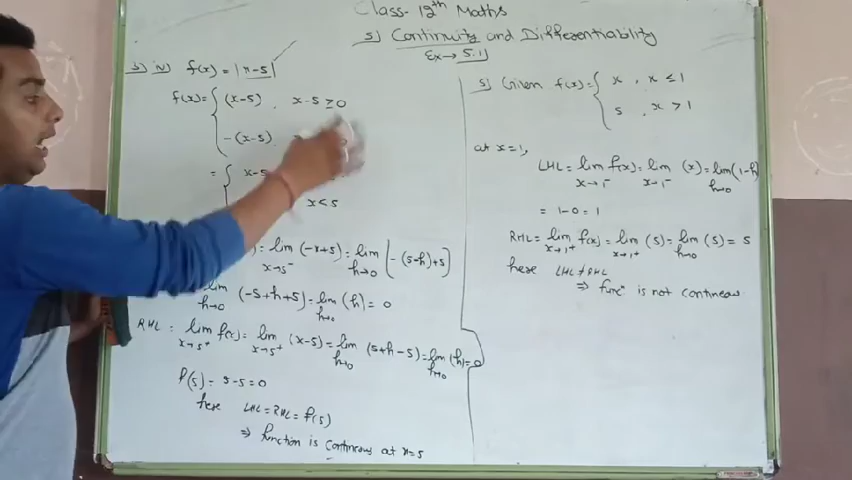 Class- 12th Maths
5) Continuity and Differentiability
Ex → 5.1
3) iv) f(x) = |x-5|
f(x) = { (x-5) , x-5 ≥ 0
-(x-5)
= { x-5
x < 5
= lim x→5⁻ (-x+5) = lim h→0 [-(5-h)+5]
lim h→0 (-5+h+5) = lim h→0 (h) = 0
RHL = lim x→5⁺ f(x) = lim x→5⁺ (x-5) = lim h→0 (5+h-5) = lim h→0 (h) = 0
f(5) = 5-5 = 0
here LHL = RHL = f(5)
⇒ function is continous at x=5
5) Given f(x) = { x , x ≤ 1
5 , x > 1
at x=1,
LHL = lim x→1⁻ f(x) = lim x→1⁻ (x) = lim h→0 (1-h)
= 1-0 = 1
RHL = lim x→1⁺ f(x) = lim x→1⁺ (5) = lim h→0 (5) = 5
here LHL ≠ RHL
⇒ funcⁿ is not continous